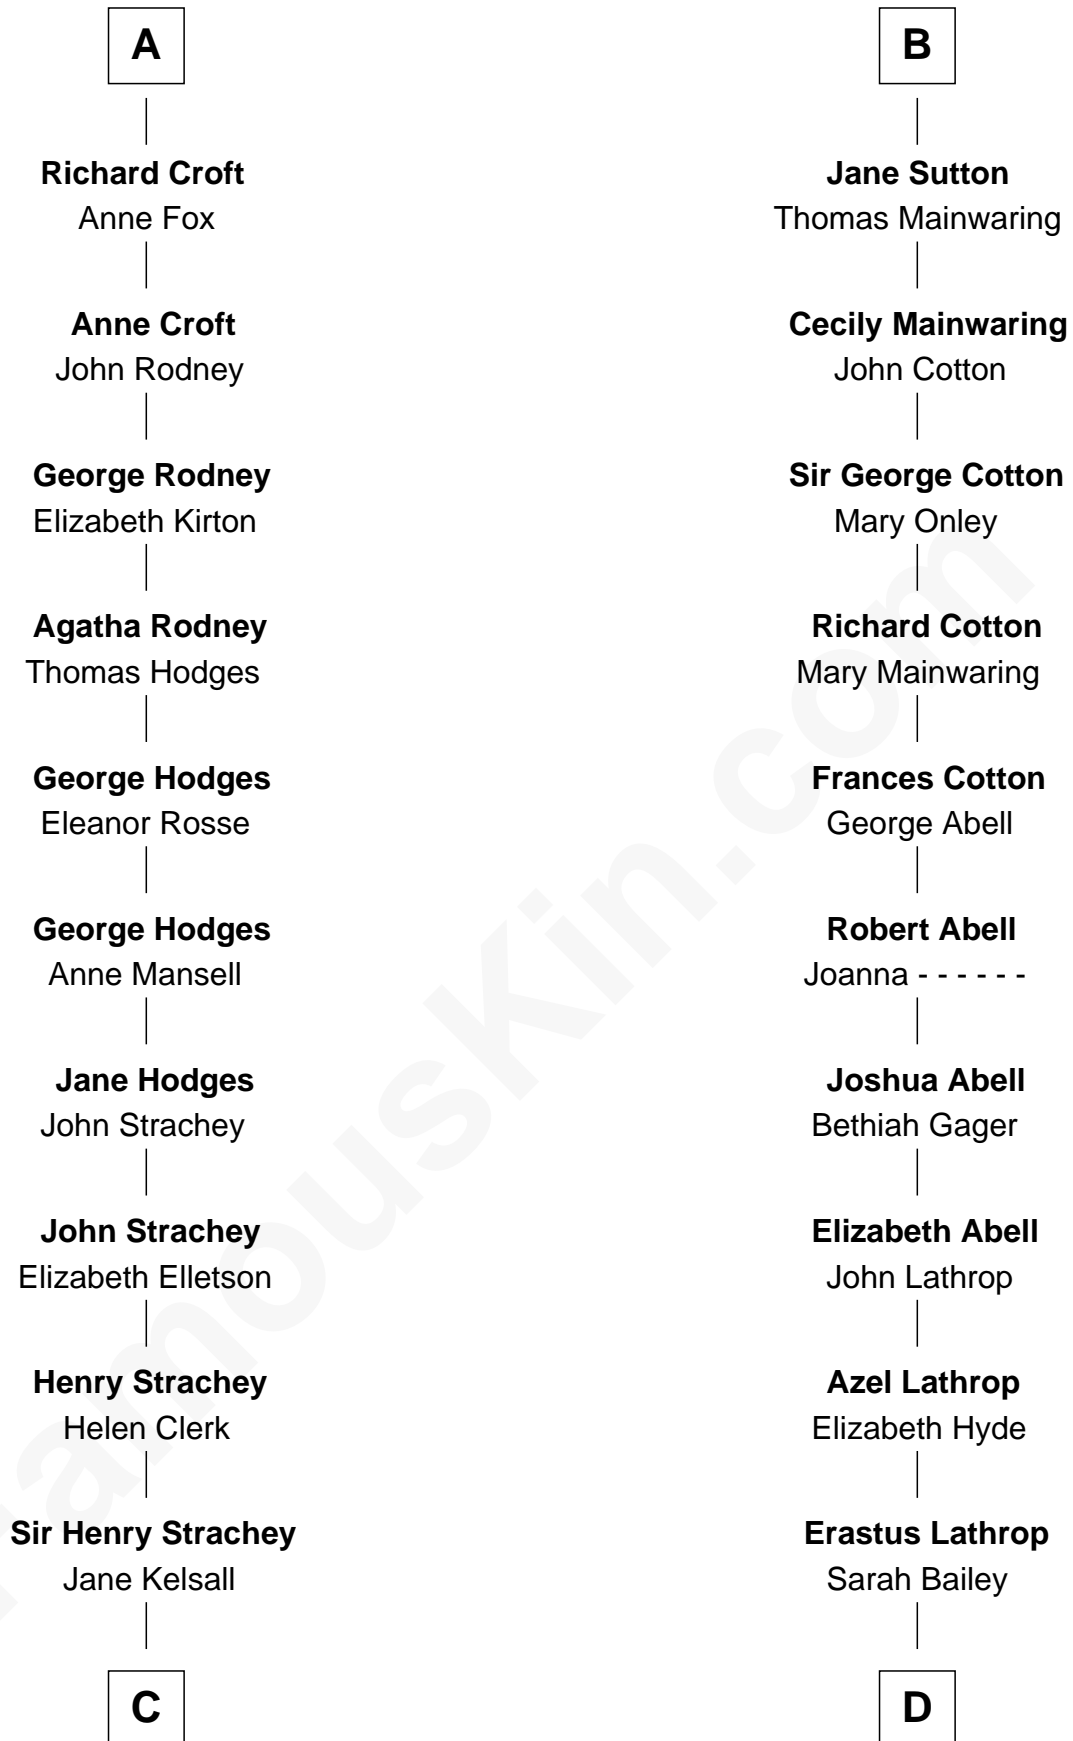 A
Richard Croft
Anne Fox
Anne Croft
John Rodney
George Rodney
Elizabeth Kirton
Agatha Rodney
Thomas Hodges
George Hodges
Eleanor Rosse
George Hodges
Anne Mansell
Jane Hodges
John Strachey
John Strachey
Elizabeth Elletson
Henry Strachey
Helen Clerk
Sir Henry Strachey
Jane Kelsall
C
B
Jane Sutton
Thomas Mainwaring
Cecily Mainwaring
John Cotton
Sir George Cotton
Mary Onley
Richard Cotton
Mary Mainwaring
Frances Cotton
George Abell
Robert Abell
Joanna - - - - - -
Joshua Abell
Bethiah Gager
Elizabeth Abell
John Lathrop
Azel Lathrop
Elizabeth Hyde
Erastus Lathrop
Sarah Bailey
D
FamousKin.com